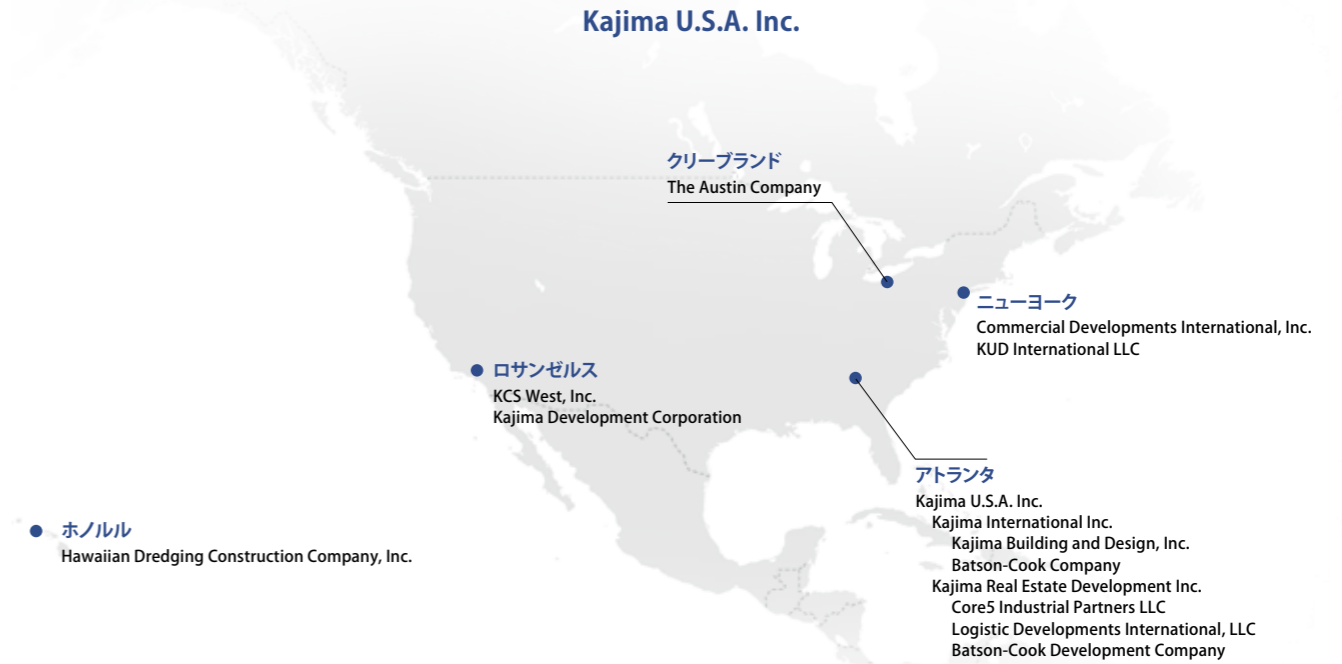 Kajima U.S.A. Inc.
クリーブランド
The Austin Company
ニューヨーク
Commercial Developments International, Inc.
KUD International LLC
ロサンゼルス
KCS West, Inc.
Kajima Development Corporation
アトランタ
Kajima U.S.A. Inc.
Kajima International Inc.
Kajima Building and Design, Inc.
Batson-Cook Company
Kajima Real Estate Development Inc.
Core5 Industrial Partners LLC
Logistic Developments International, LLC
Batson-Cook Development Company
ホノルル
Hawaiian Dredging Construction Company, Inc.